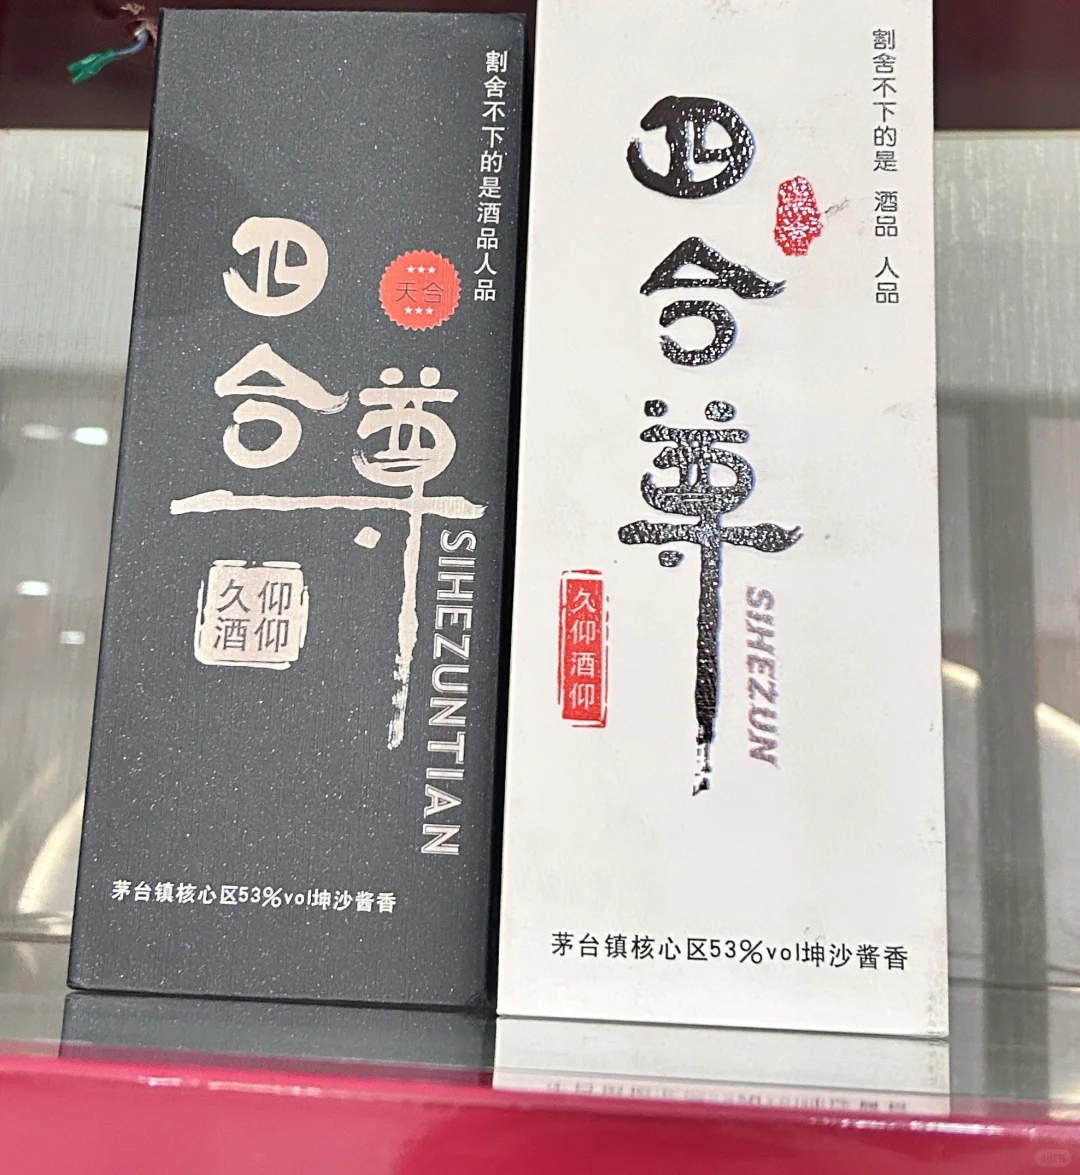 割舍不下的是酒品人品
四合尊
★★★
天合
★★★
久仰
酒仰
SIHEZUNTIAN
茅台镇核心区53%vol坤沙酱香
割舍不下的是 酒品 人品
四合尊
久仰酒仰
SIHEZUN
茅台镇核心区53%vol坤沙酱香